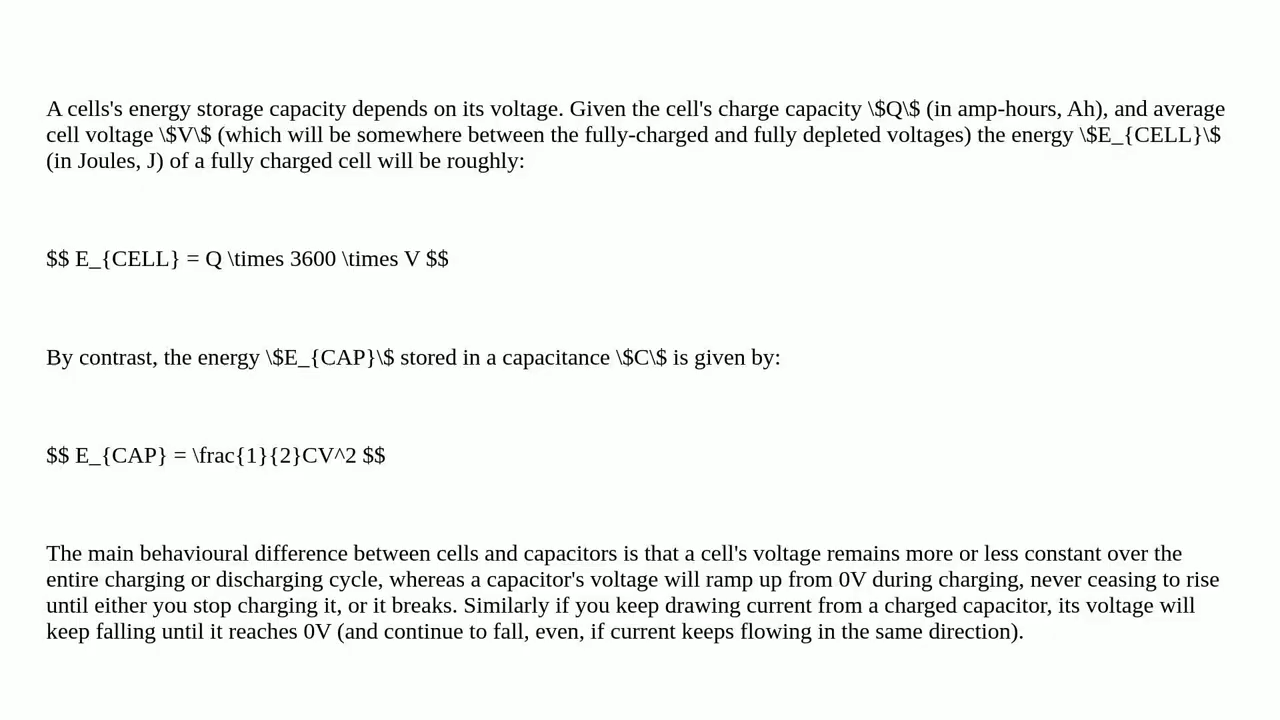 A cells's energy storage capacity depends on its voltage. Given the cell's charge capacity \$Q\$ (in amp-hours, Ah), and average
cell voltage \$V\$ (which will be somewhere between the fully-charged and fully depleted voltages) the energy \$E_{CELL}\$
(in Joules, J) of a fully charged cell will be roughly:
$$ E_{CELL} = Q \times 3600 \times V $$
By contrast, the energy \$E_{CAP}\$ stored in a capacitance \$C\$ is given by:
$$ E_{CAP} = \frac{1}{2}CV^2 $$
The main behavioural difference between cells and capacitors is that a cell's voltage remains more or less constant over the
entire charging or discharging cycle, whereas a capacitor's voltage will ramp up from 0V during charging, never ceasing to rise
until either you stop charging it, or it breaks. Similarly if you keep drawing current from a charged capacitor, its voltage will
keep falling until it reaches 0V (and continue to fall, even, if current keeps flowing in the same direction).